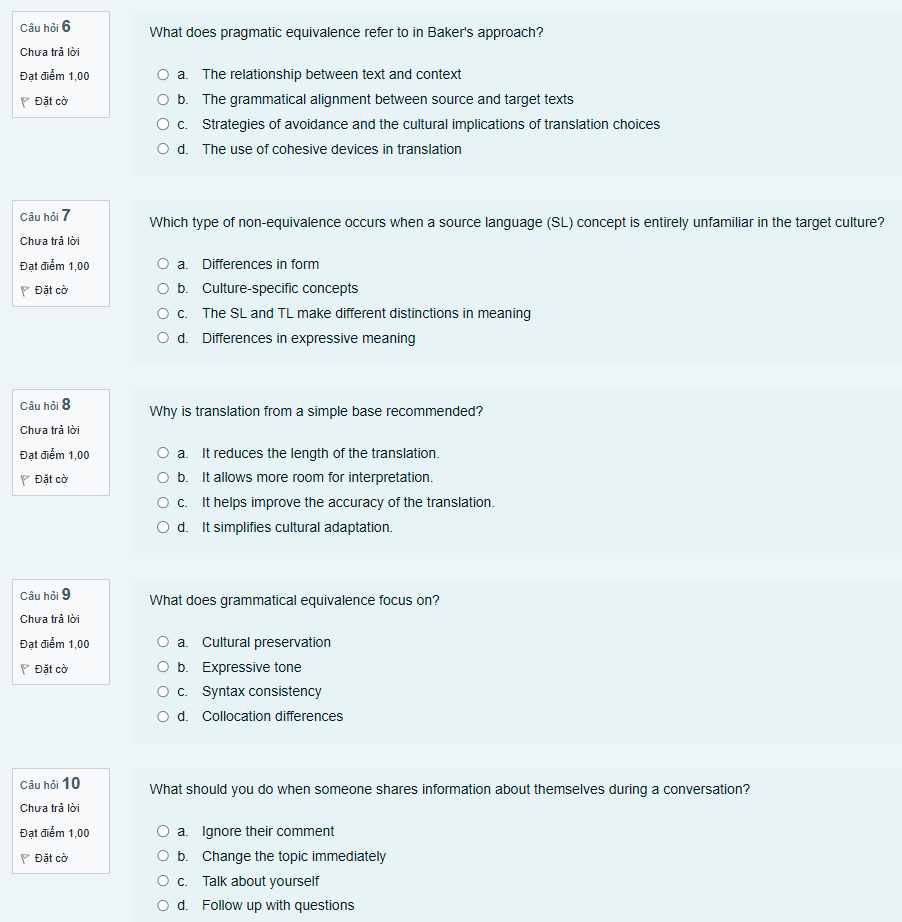 Câu hỏi 6
Chưa trả lời
Đạt điểm 1,00
Đặt cờ
What does pragmatic equivalence refer to in Baker's approach?
a. The relationship between text and context
b. The grammatical alignment between source and target texts
c. Strategies of avoidance and the cultural implications of translation choices
d. The use of cohesive devices in translation
Câu hỏi 7
Chưa trả lời
Đạt điểm 1,00
Đặt cờ
Which type of non-equivalence occurs when a source language (SL) concept is entirely unfamiliar in the target culture?
a. Differences in form
b. Culture-specific concepts
c. The SL and TL make different distinctions in meaning
d. Differences in expressive meaning
Câu hỏi 8
Chưa trả lời
Đạt điểm 1,00
Đặt cờ
Why is translation from a simple base recommended?
a. It reduces the length of the translation.
b. It allows more room for interpretation.
c. It helps improve the accuracy of the translation.
d. It simplifies cultural adaptation.
Câu hỏi 9
Chưa trả lời
Đạt điểm 1,00
Đặt cờ
What does grammatical equivalence focus on?
a. Cultural preservation
b. Expressive tone
c. Syntax consistency
d. Collocation differences
Câu hỏi 10
Chưa trả lời
Đạt điểm 1,00
Đặt cờ
What should you do when someone shares information about themselves during a conversation?
a. Ignore their comment
b. Change the topic immediately
c. Talk about yourself
d. Follow up with questions